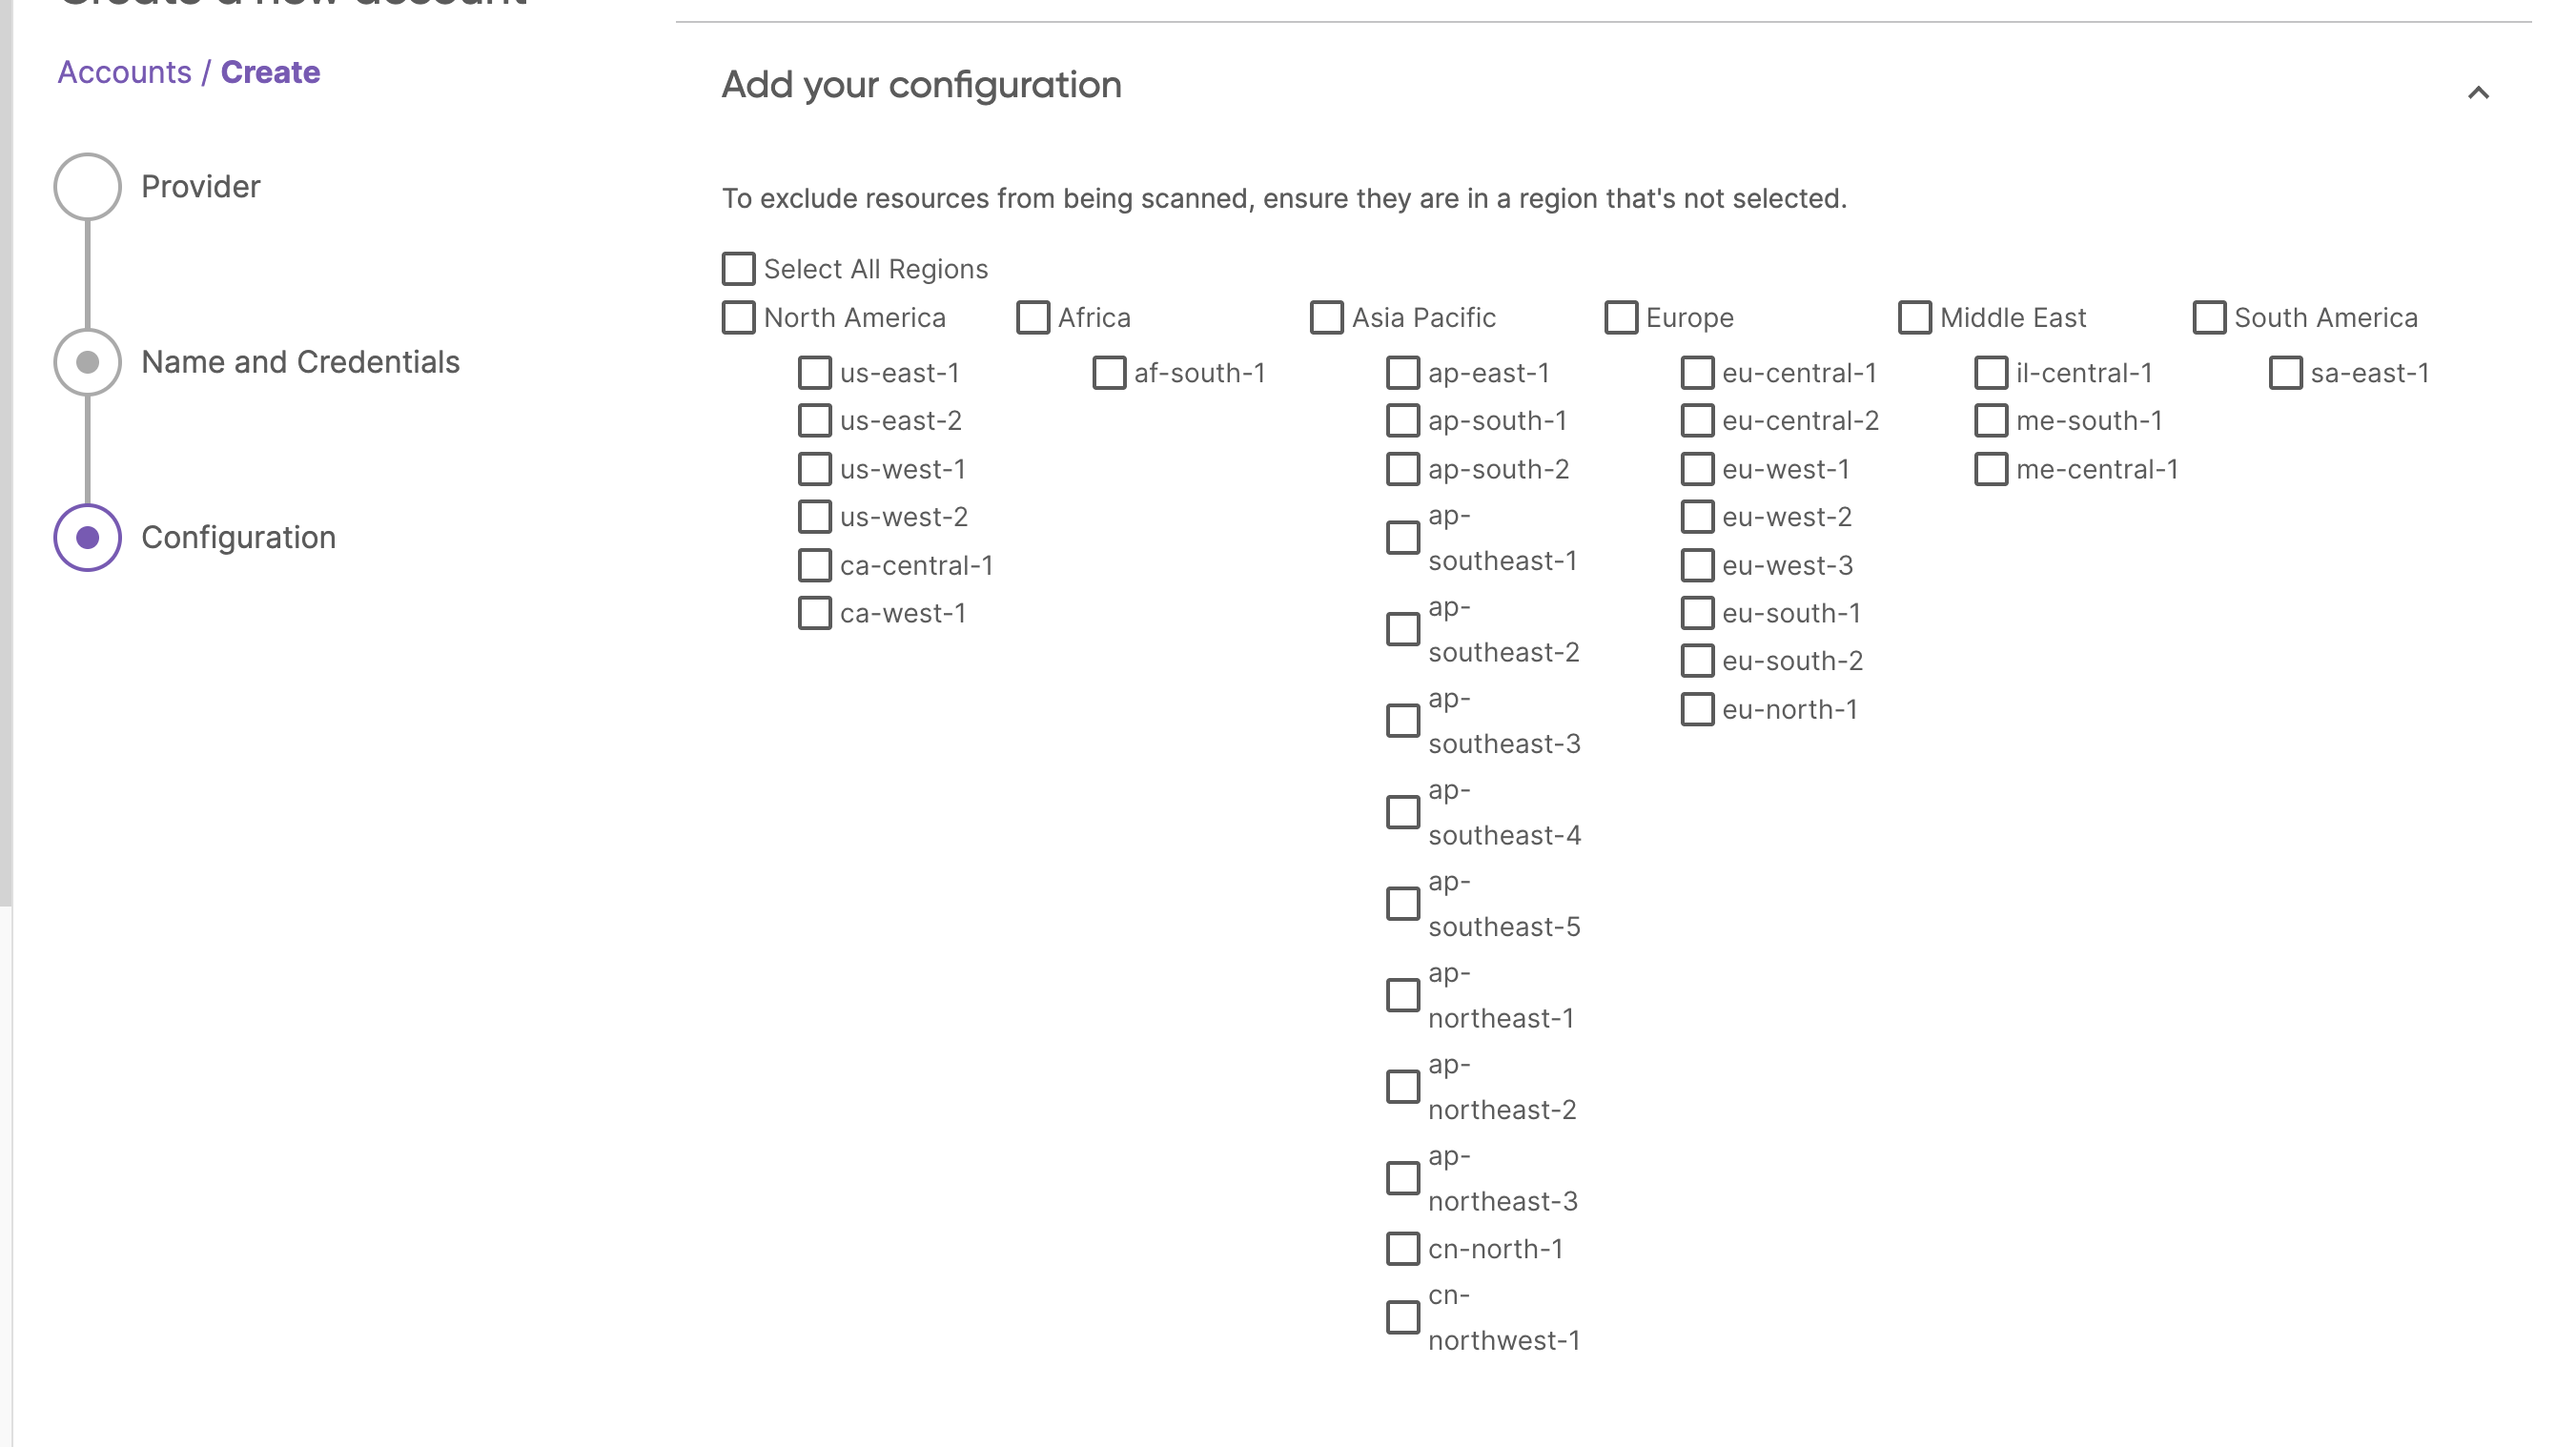 Create a new account
Accounts / Create
Provider
Name and Credentials
Configuration
Add your configuration
To exclude resources from being scanned, ensure they are in a region that's not selected.
Select All Regions
North America
us-east-1
us-east-2
us-west-1
us-west-2
ca-central-1
ca-west-1
Africa
af-south-1
Asia Pacific
ap-east-1
ap-south-1
ap-south-2
ap-
southeast-1
ap-
southeast-2
ap-
southeast-3
ap-
southeast-4
ap-
southeast-5
ap-
northeast-1
ap-
northeast-2
ap-
northeast-3
cn-north-1
cn-
northwest-1
Europe
eu-central-1
eu-central-2
eu-west-1
eu-west-2
eu-west-3
eu-south-1
eu-south-2
eu-north-1
Middle East
il-central-1
me-south-1
me-central-1
South America
sa-east-1